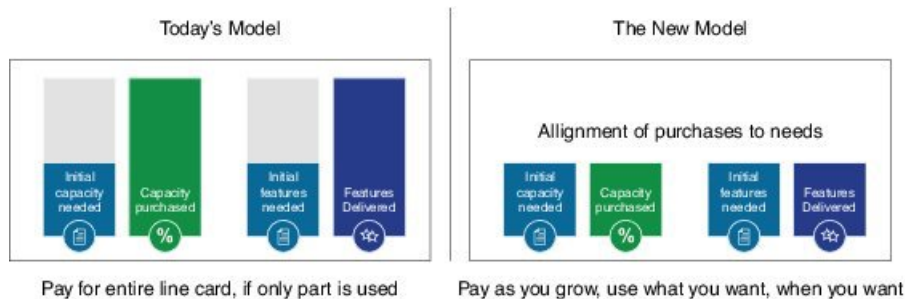 Today's Model
Initial
capacity
needed
Capacity
purchased
%
Initial
features
needed
Features
Delivered
Pay for entire line card, if only part is used
The New Model
Allignment of purchases to needs
Initial
capacity
needed
Capacity
purchased
%
Initial
features
needed
Features
Delivered
Pay as you grow, use what you want, when you want